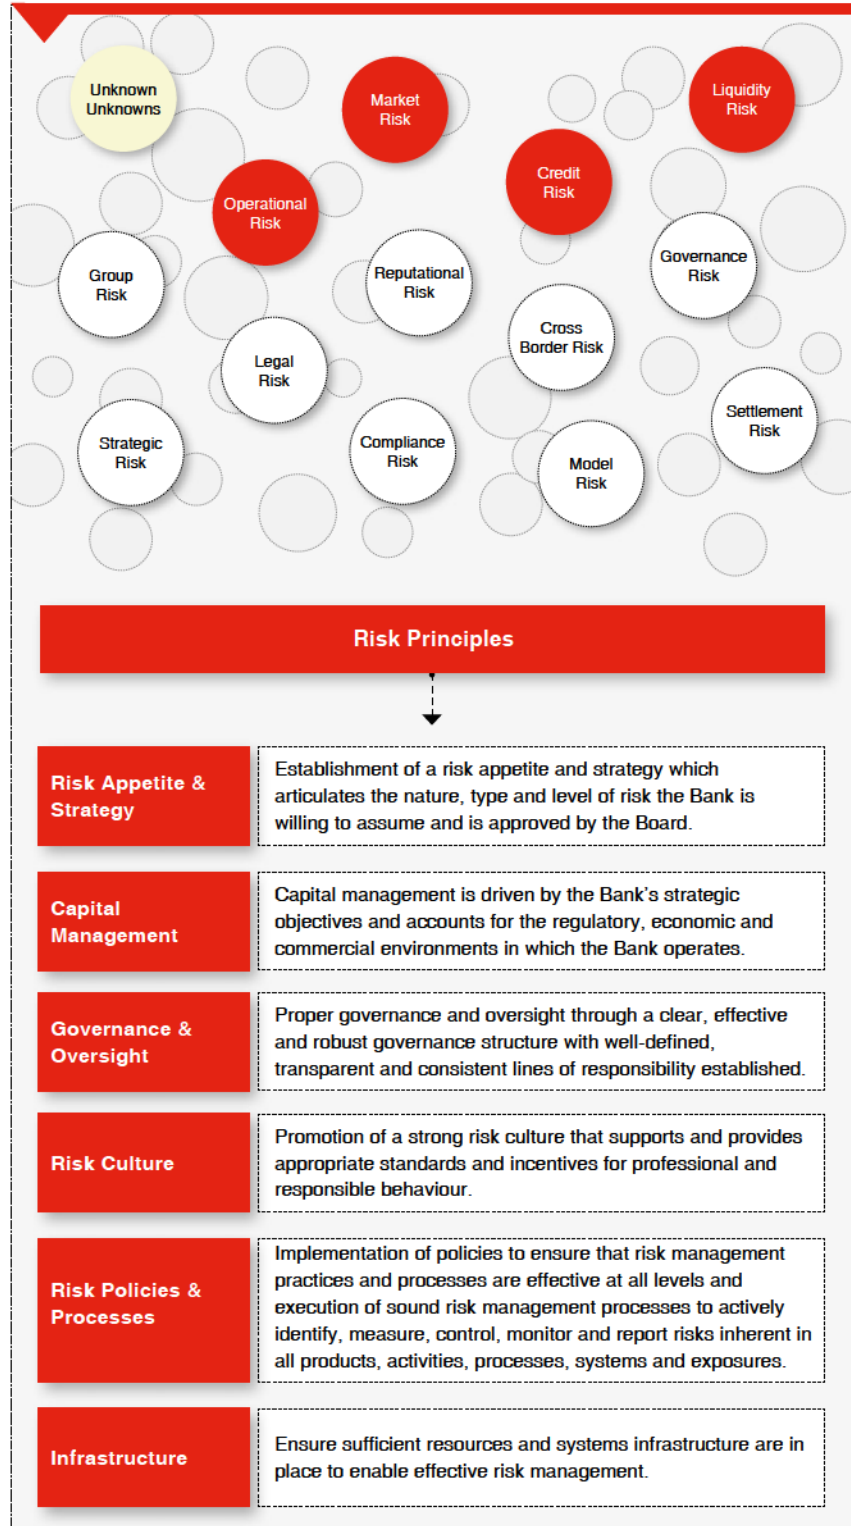 Unknown
Unknowns
Market
Risk
Liquidity
Risk
Operational
Risk
Credit
Risk
Group
Risk
Reputational
Risk
Governance
Risk
Legal
Risk
Cross
Border Risk
Strategic
Risk
Compliance
Risk
Model
Risk
Settlement
Risk
Risk Principles
Risk Appetite &
Strategy
Establishment of a risk appetite and strategy which
articulates the nature, type and level of risk the Bank is
willing to assume and is approved by the Board.
Capital
Management
Capital management is driven by the Bank's strategic
objectives and accounts for the regulatory, economic and
commercial environments in which the Bank operates.
Governance &
Oversight
Proper governance and oversight through a clear, effective
and robust governance structure with well-defined,
transparent and consistent lines of responsibility established.
Risk Culture
Promotion of a strong risk culture that supports and provides
appropriate standards and incentives for professional and
responsible behaviour.
Risk Policies &
Processes
Implementation of policies to ensure that risk management
practices and processes are effective at all levels and
execution of sound risk management processes to actively
identify, measure, control, monitor and report risks inherent in
all products, activities, processes, systems and exposures.
Infrastructure
Ensure sufficient resources and systems infrastructure are in
place to enable effective risk management.